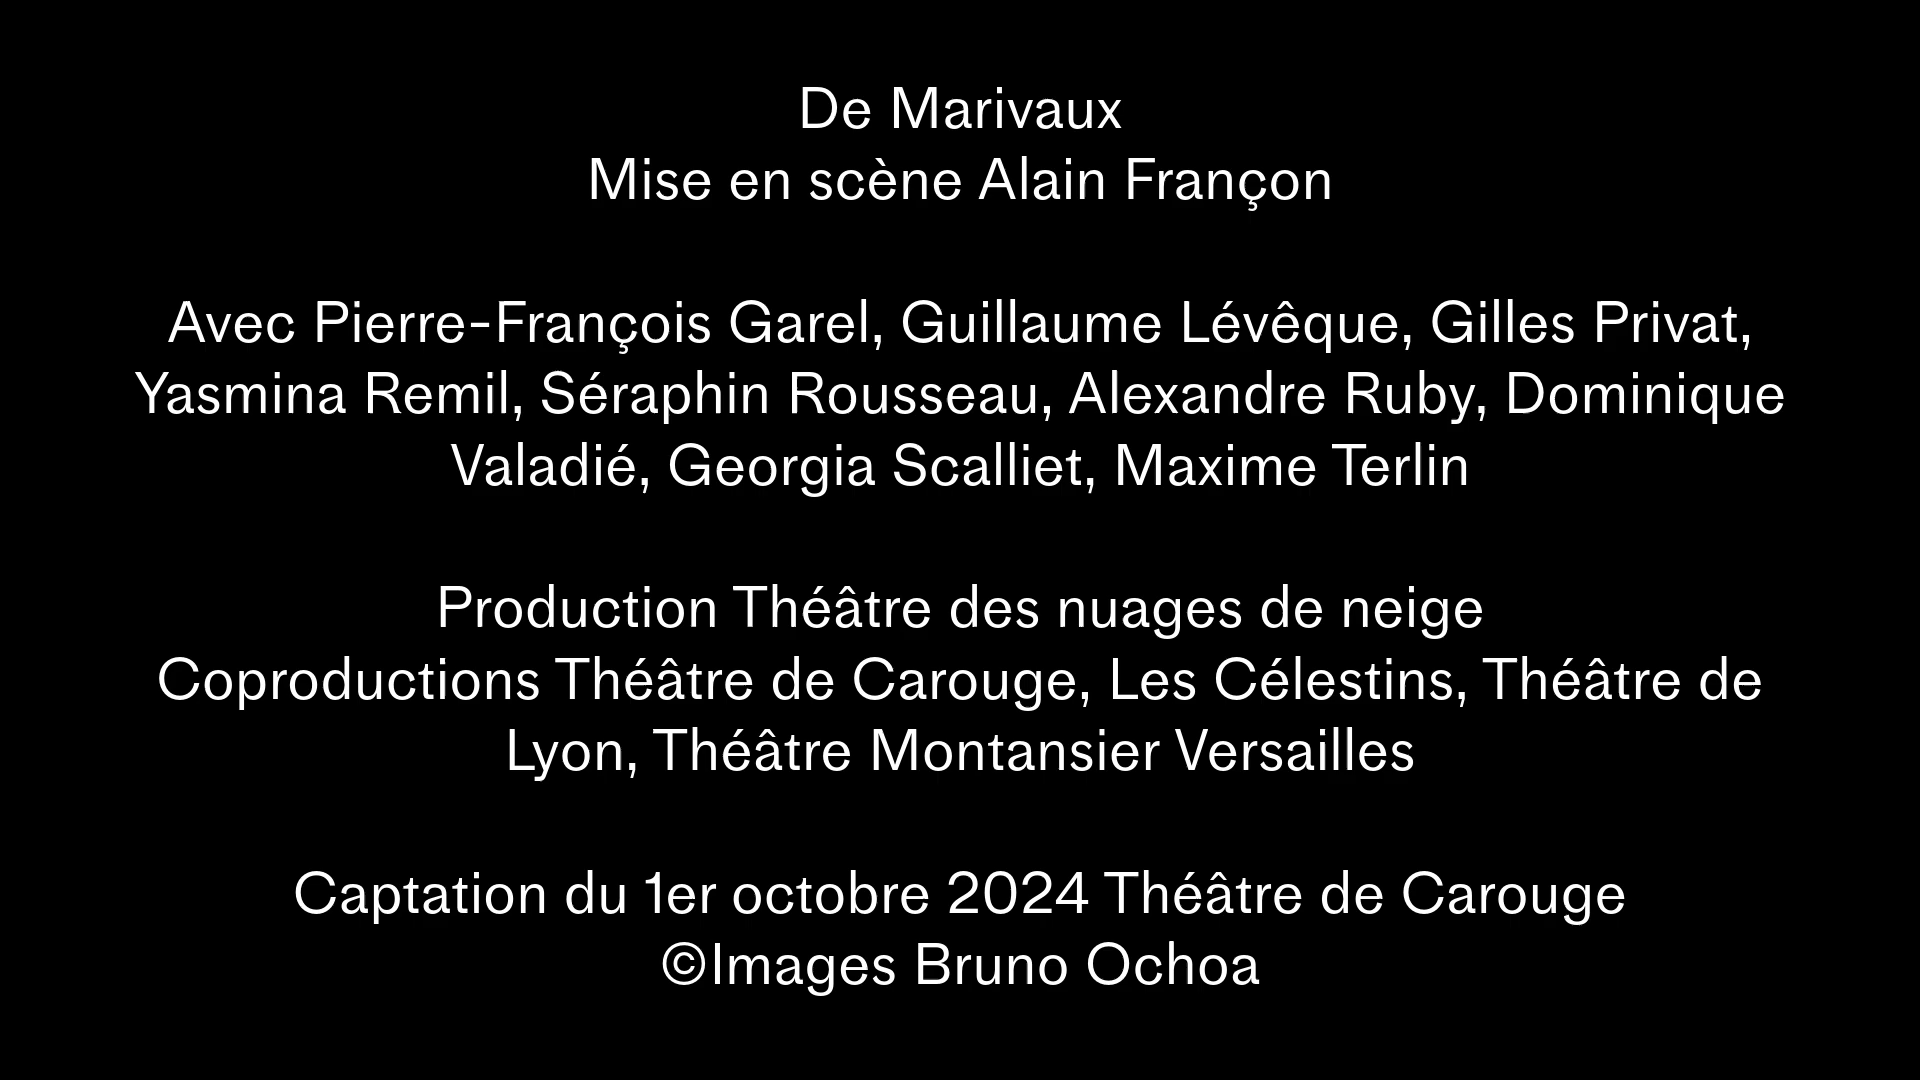 De Marivaux
Mise en scène Alain Françon
Avec Pierre-François Garel, Guillaume Lévêque, Gilles Privat,
Yasmina Remil, Séraphin Rousseau, Alexandre Ruby, Dominique
Valadié, Georgia Scalliet, Maxime Terlin
Production Théâtre des nuages de neige
Coproductions Théâtre de Carouge, Les Célestins, Théâtre de
Lyon, Théâtre Montansier Versailles
Captation du 1er octobre 2024 Théâtre de Carouge
©Images Bruno Ochoa